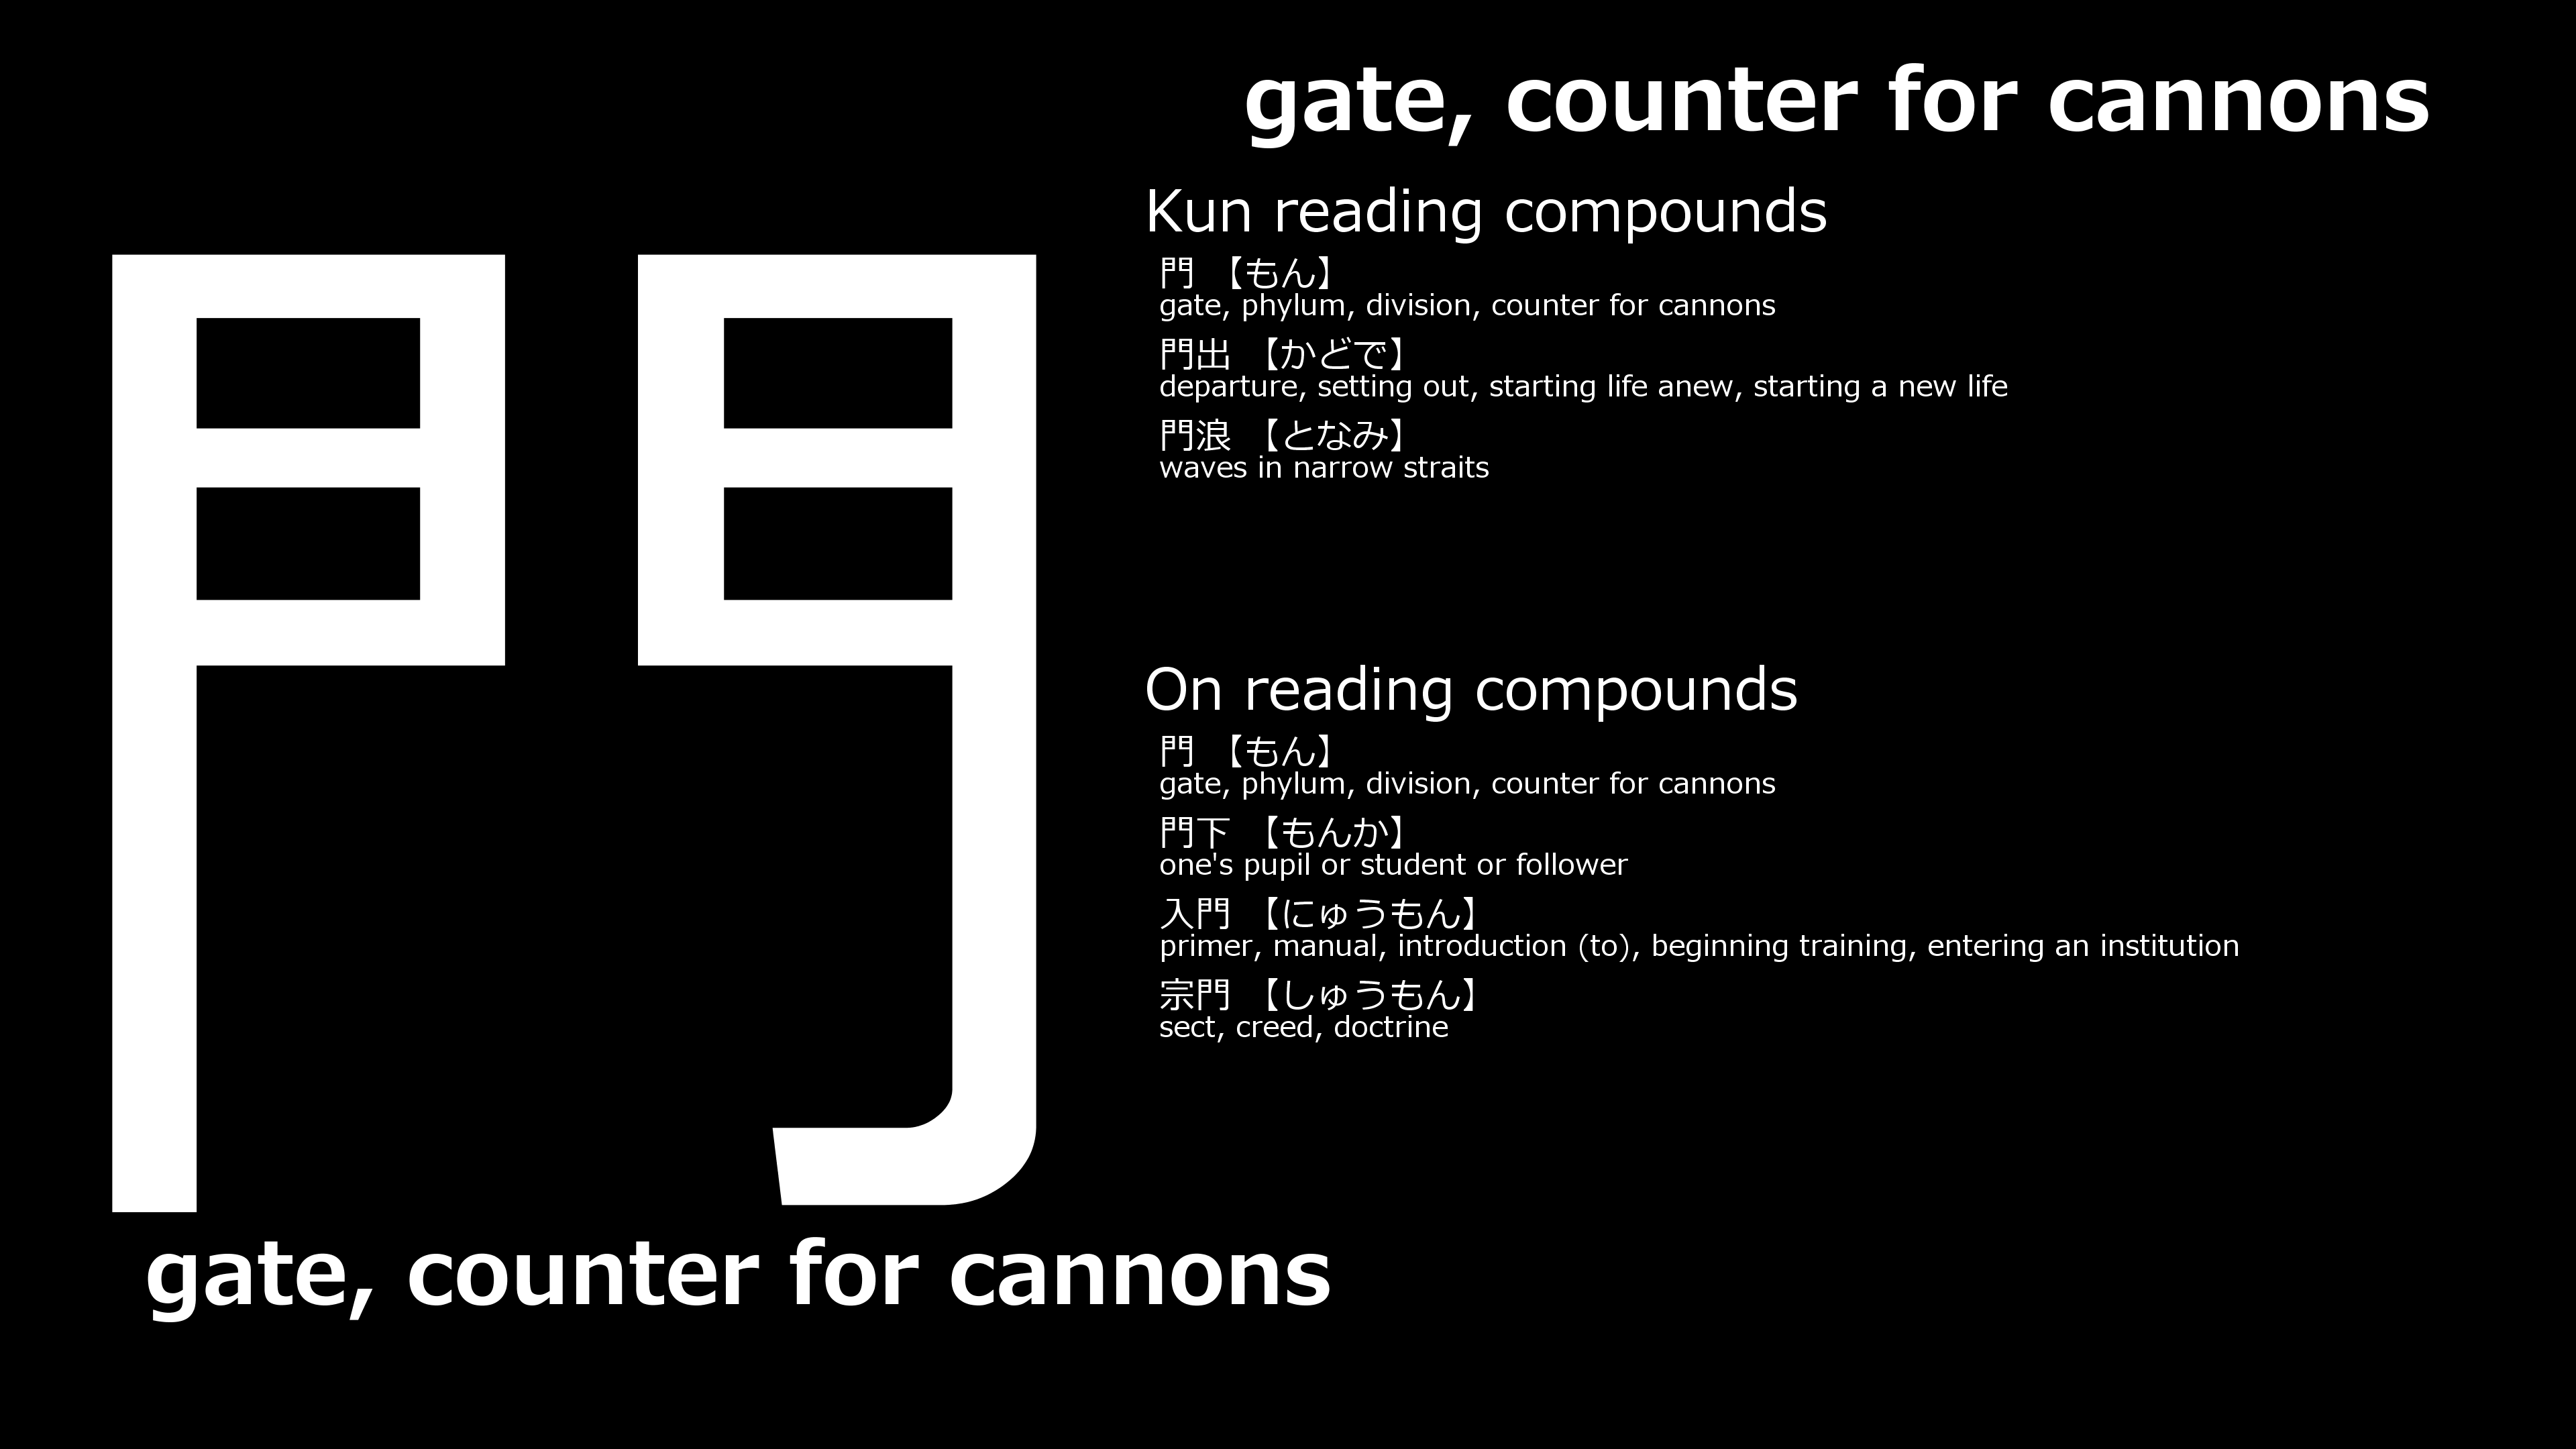 gate, counter for cannons
門
Kun reading compounds
門 【もん】
gate, phylum, division, counter for cannons
門出 【かどで】
departure, setting out, starting life anew, starting a new life
門浪 【となみ】
waves in narrow straits
On reading compounds
門 【もん】
gate, phylum, division, counter for cannons
門下 【もんか】
one's pupil or student or follower
入門 【にゅうもん】
primer, manual, introduction (to), beginning training, entering an institution
宗門 【しゅうもん】
sect, creed, doctrine
gate, counter for cannons